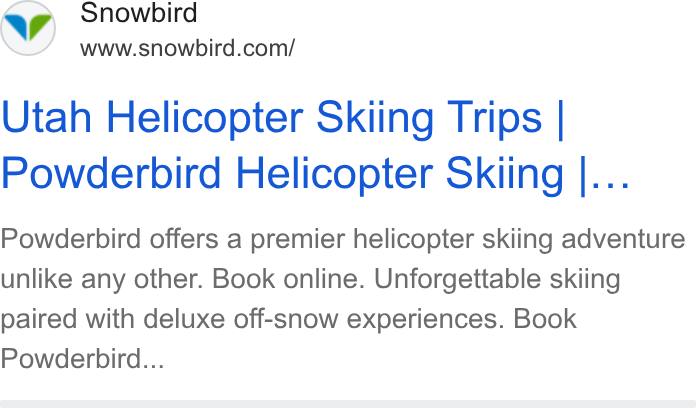 Snowbird
www.snowbird.com/
Utah Helicopter Skiing Trips |
Powderbird Helicopter Skiing |…
Powderbird offers a premier helicopter skiing adventure
unlike any other. Book online. Unforgettable skiing
paired with deluxe off-snow experiences. Book
Powderbird...